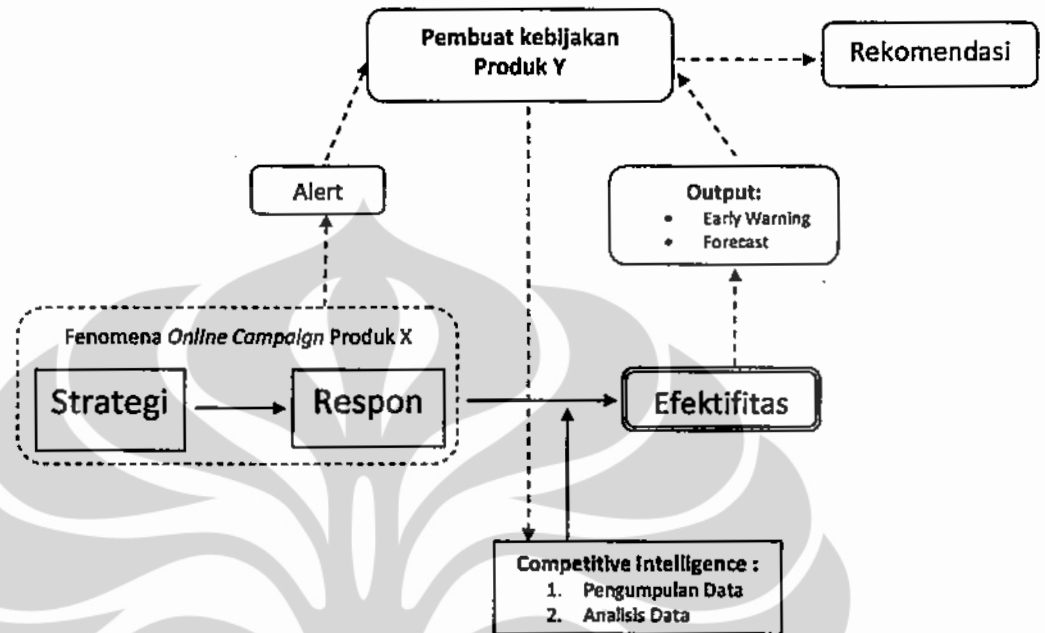 Pembuat kebijakan
Produk Y
Rekomendasi
Alert
Output:
• Early Warning
• Forecast
Fenomena Online Campaign Produk X
Strategi
Respon
Efektifitas
Competitive Intelligence :
1. Pengumpulan Data
2. Analisis Data